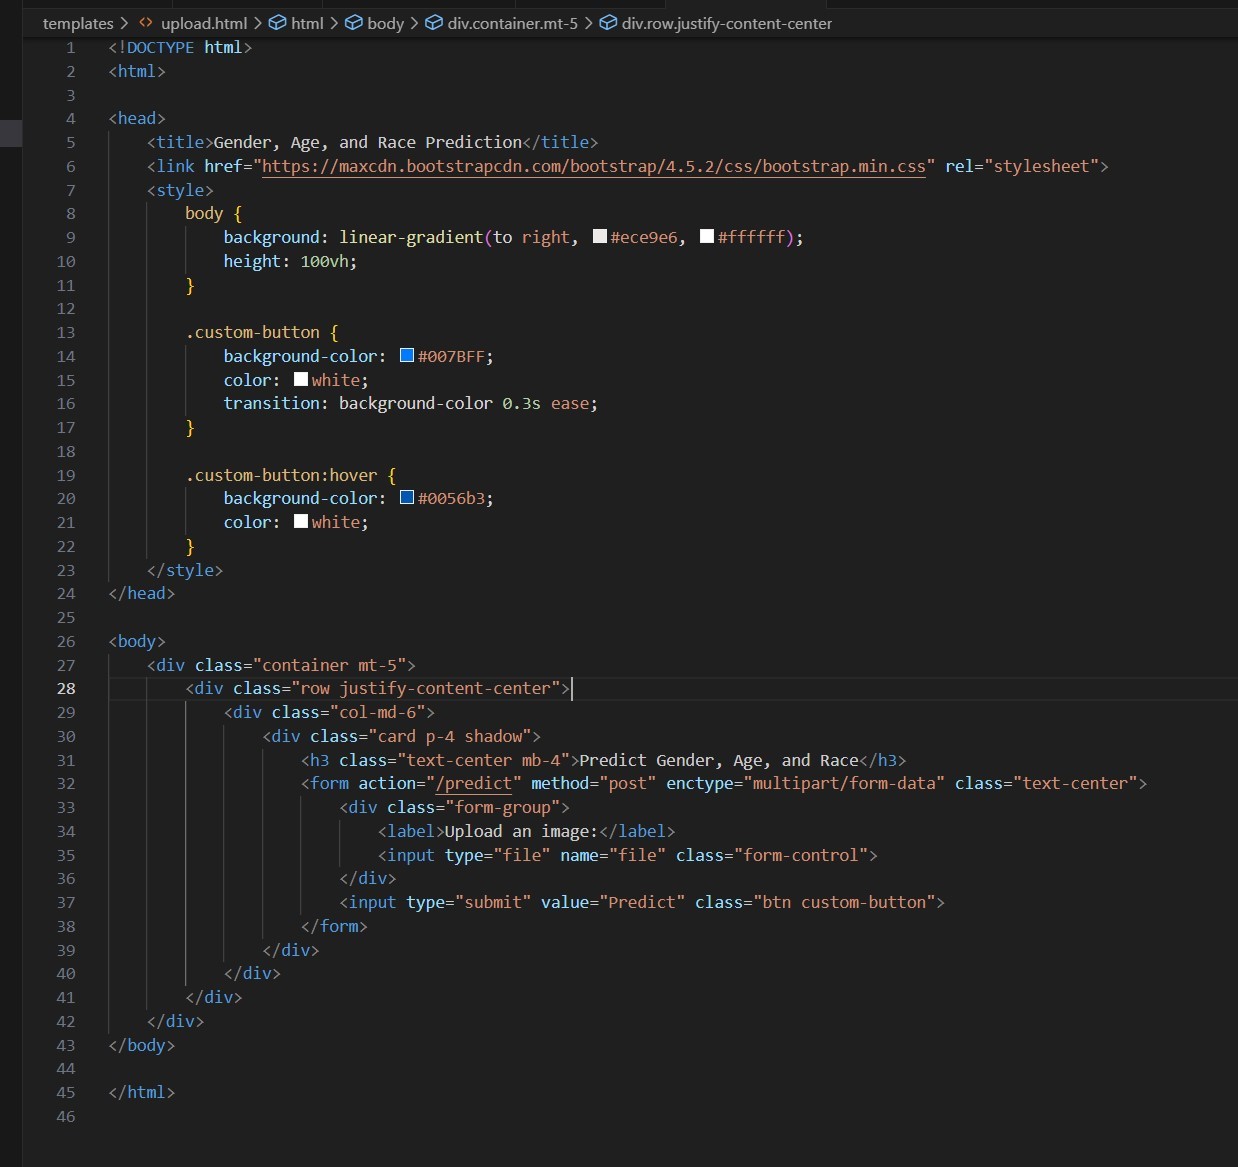 templates > upload.html > html > body > div.container.mt-5 > div.row.justify-content-center
1 <!DOCTYPE html>
2 <html>
3
4 <head>
5     <title>Gender, Age, and Race Prediction</title>
6     <link href="https://maxcdn.bootstrapcdn.com/bootstrap/4.5.2/css/bootstrap.min.css" rel="stylesheet">
7     <style>
8         body {
9             background: linear-gradient(to right, #ece9e6, #ffffff);
10             height: 100vh;
11         }
12
13         .custom-button {
14             background-color: #007BFF;
15             color: white;
16             transition: background-color 0.3s ease;
17         }
18
19         .custom-button:hover {
20             background-color: #0056b3;
21             color: white;
22         }
23     </style>
24 </head>
25
26 <body>
27     <div class="container mt-5">
28         <div class="row justify-content-center">
29             <div class="col-md-6">
30                 <div class="card p-4 shadow">
31                     <h3 class="text-center mb-4">Predict Gender, Age, and Race</h3>
32                     <form action="/predict" method="post" enctype="multipart/form-data" class="text-center">
33                         <div class="form-group">
34                             <label>Upload an image:</label>
35                             <input type="file" name="file" class="form-control">
36                         </div>
37                         <input type="submit" value="Predict" class="btn custom-button">
38                     </form>
39                 </div>
40             </div>
41         </div>
42     </div>
43 </body>
44
45 </html>
46